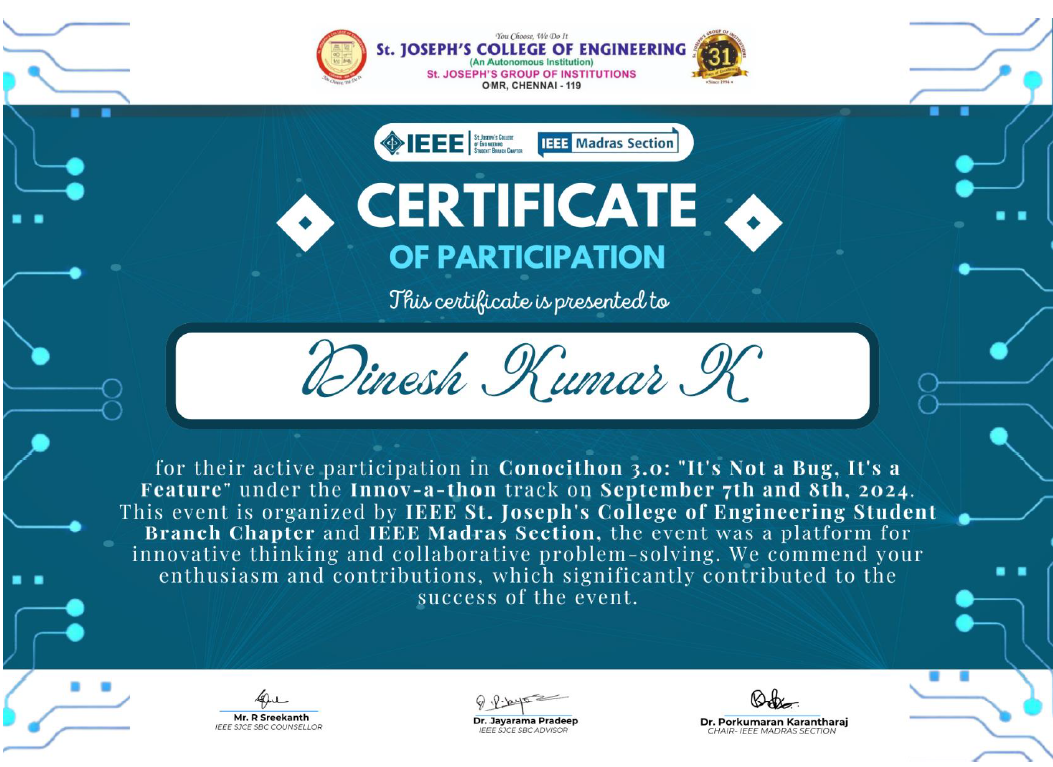 You Choose, We Do It
St. JOSEPH'S COLLEGE OF ENGINEERING
(An Autonomous Institution)
St. JOSEPH'S GROUP OF INSTITUTIONS
OMR, CHENNAI - 119
31
IEEE
St. Joseph's College
of Engineering
Student Branch Chapter
IEEE Madras Section
CERTIFICATE
OF PARTICIPATION
This certificate is presented to
Dinesh Kumar K
for their active participation in Conocithon 3.0: "It's Not a Bug, It's a
Feature" under the Innov-a-thon track on September 7th and 8th, 2024.
This event is organized by IEEE St. Joseph's College of Engineering Student
Branch Chapter and IEEE Madras Section, the event was a platform for
innovative thinking and collaborative problem-solving. We commend your
enthusiasm and contributions, which significantly contributed to the
success of the event.
Mr. R Sreekanth
IEEE SJCE SBC COUNSELLOR
Dr. Jayarama Pradeep
IEEE SJCE SBC ADVISOR
Dr. Porkumaran Karantharaj
CHAIR- IEEE MADRAS SECTION